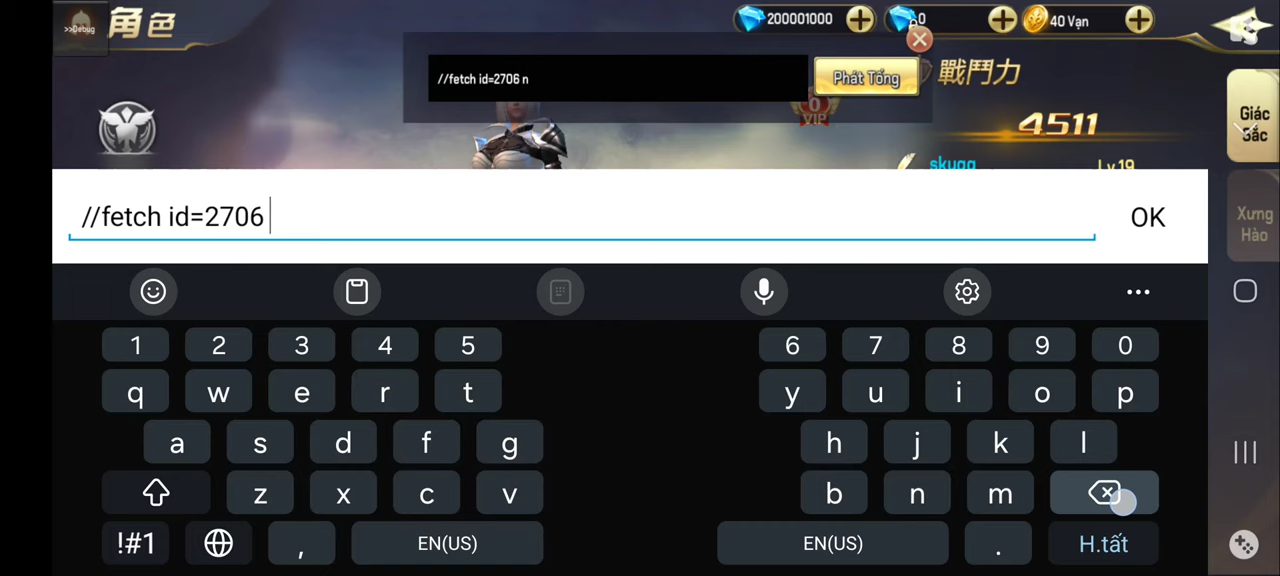 >>Debug
角色
200001000
0
40 Vạn
//fetch id=2706 n
Phát Tống
戰鬥力
0
VIP
4511
skugg
Lv.19
Giác
Sắc
Xưng
Hào
//fetch id=2706
OK
1 2 3 4 5 6 7 8 9 0
q w e r t y u i o p
a s d f g h j k l
z x c v b n m
!#1 , EN(US) EN(US) . H.tất